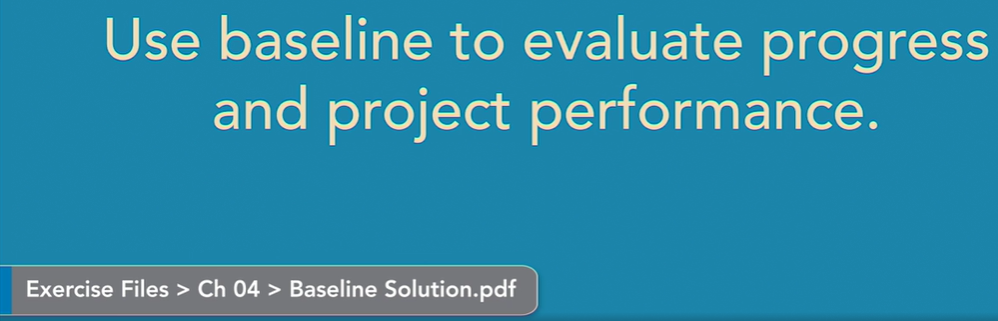 Use baseline to evaluate progress
and project performance.
Exercise Files > Ch 04 > Baseline Solution.pdf